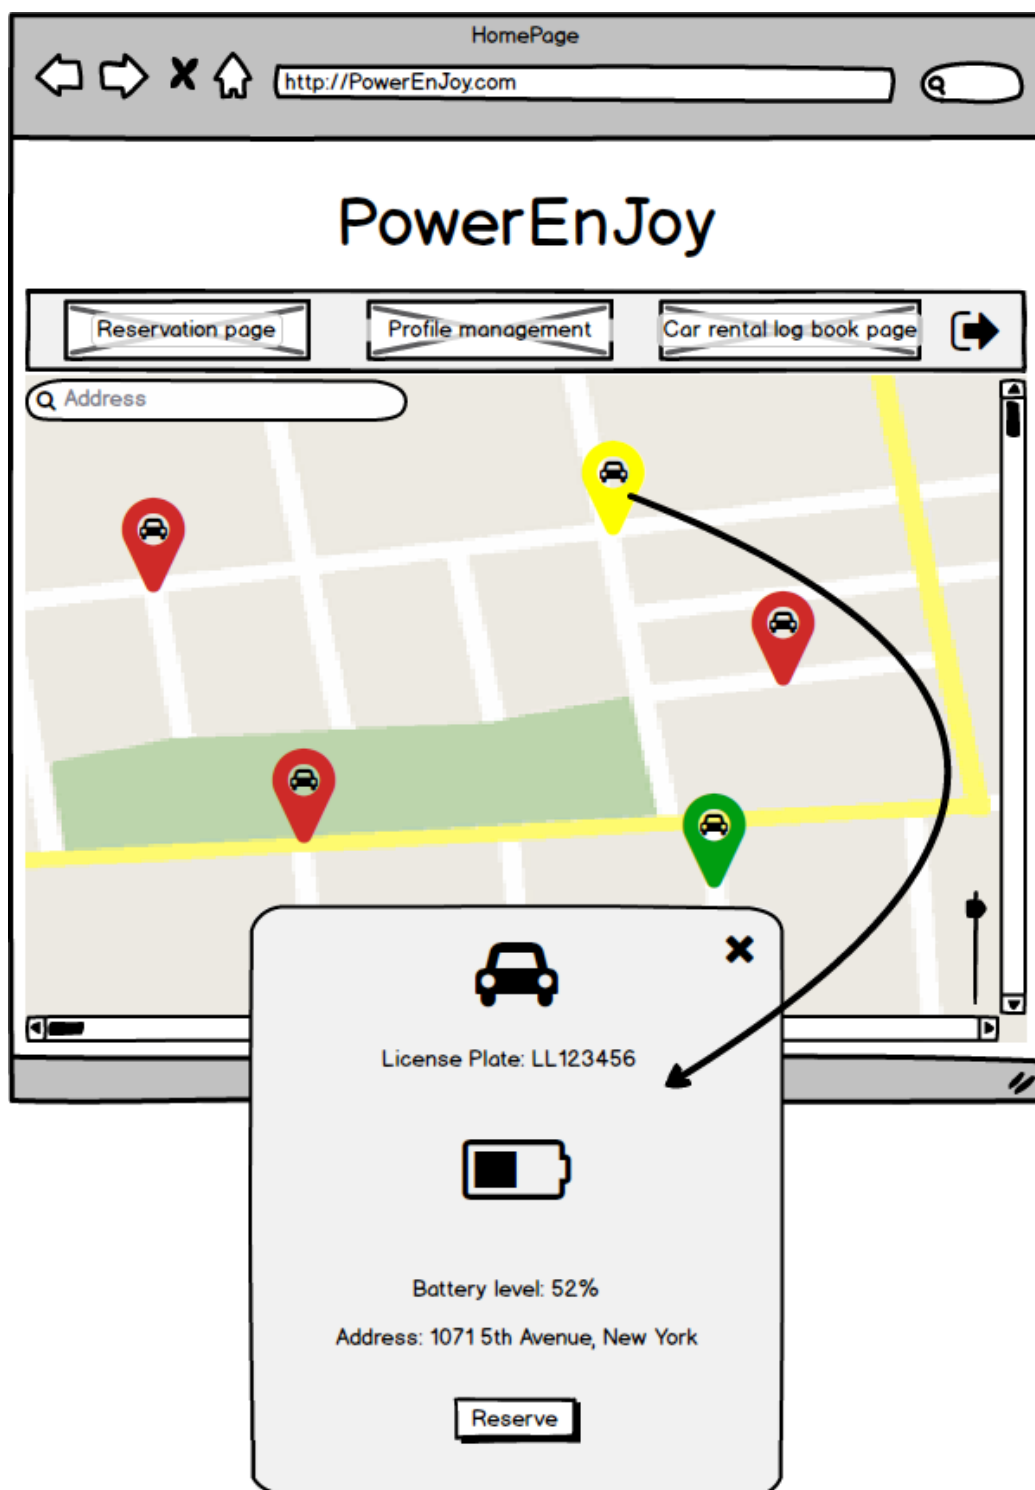 HomePage
http://PowerEnJoy.com
PowerEnJoy
Reservation page
Profile management
Car rental log book page
Address
License Plate: LL123456
Battery level: 52%
Address: 1071 5th Avenue, New York
Reserve